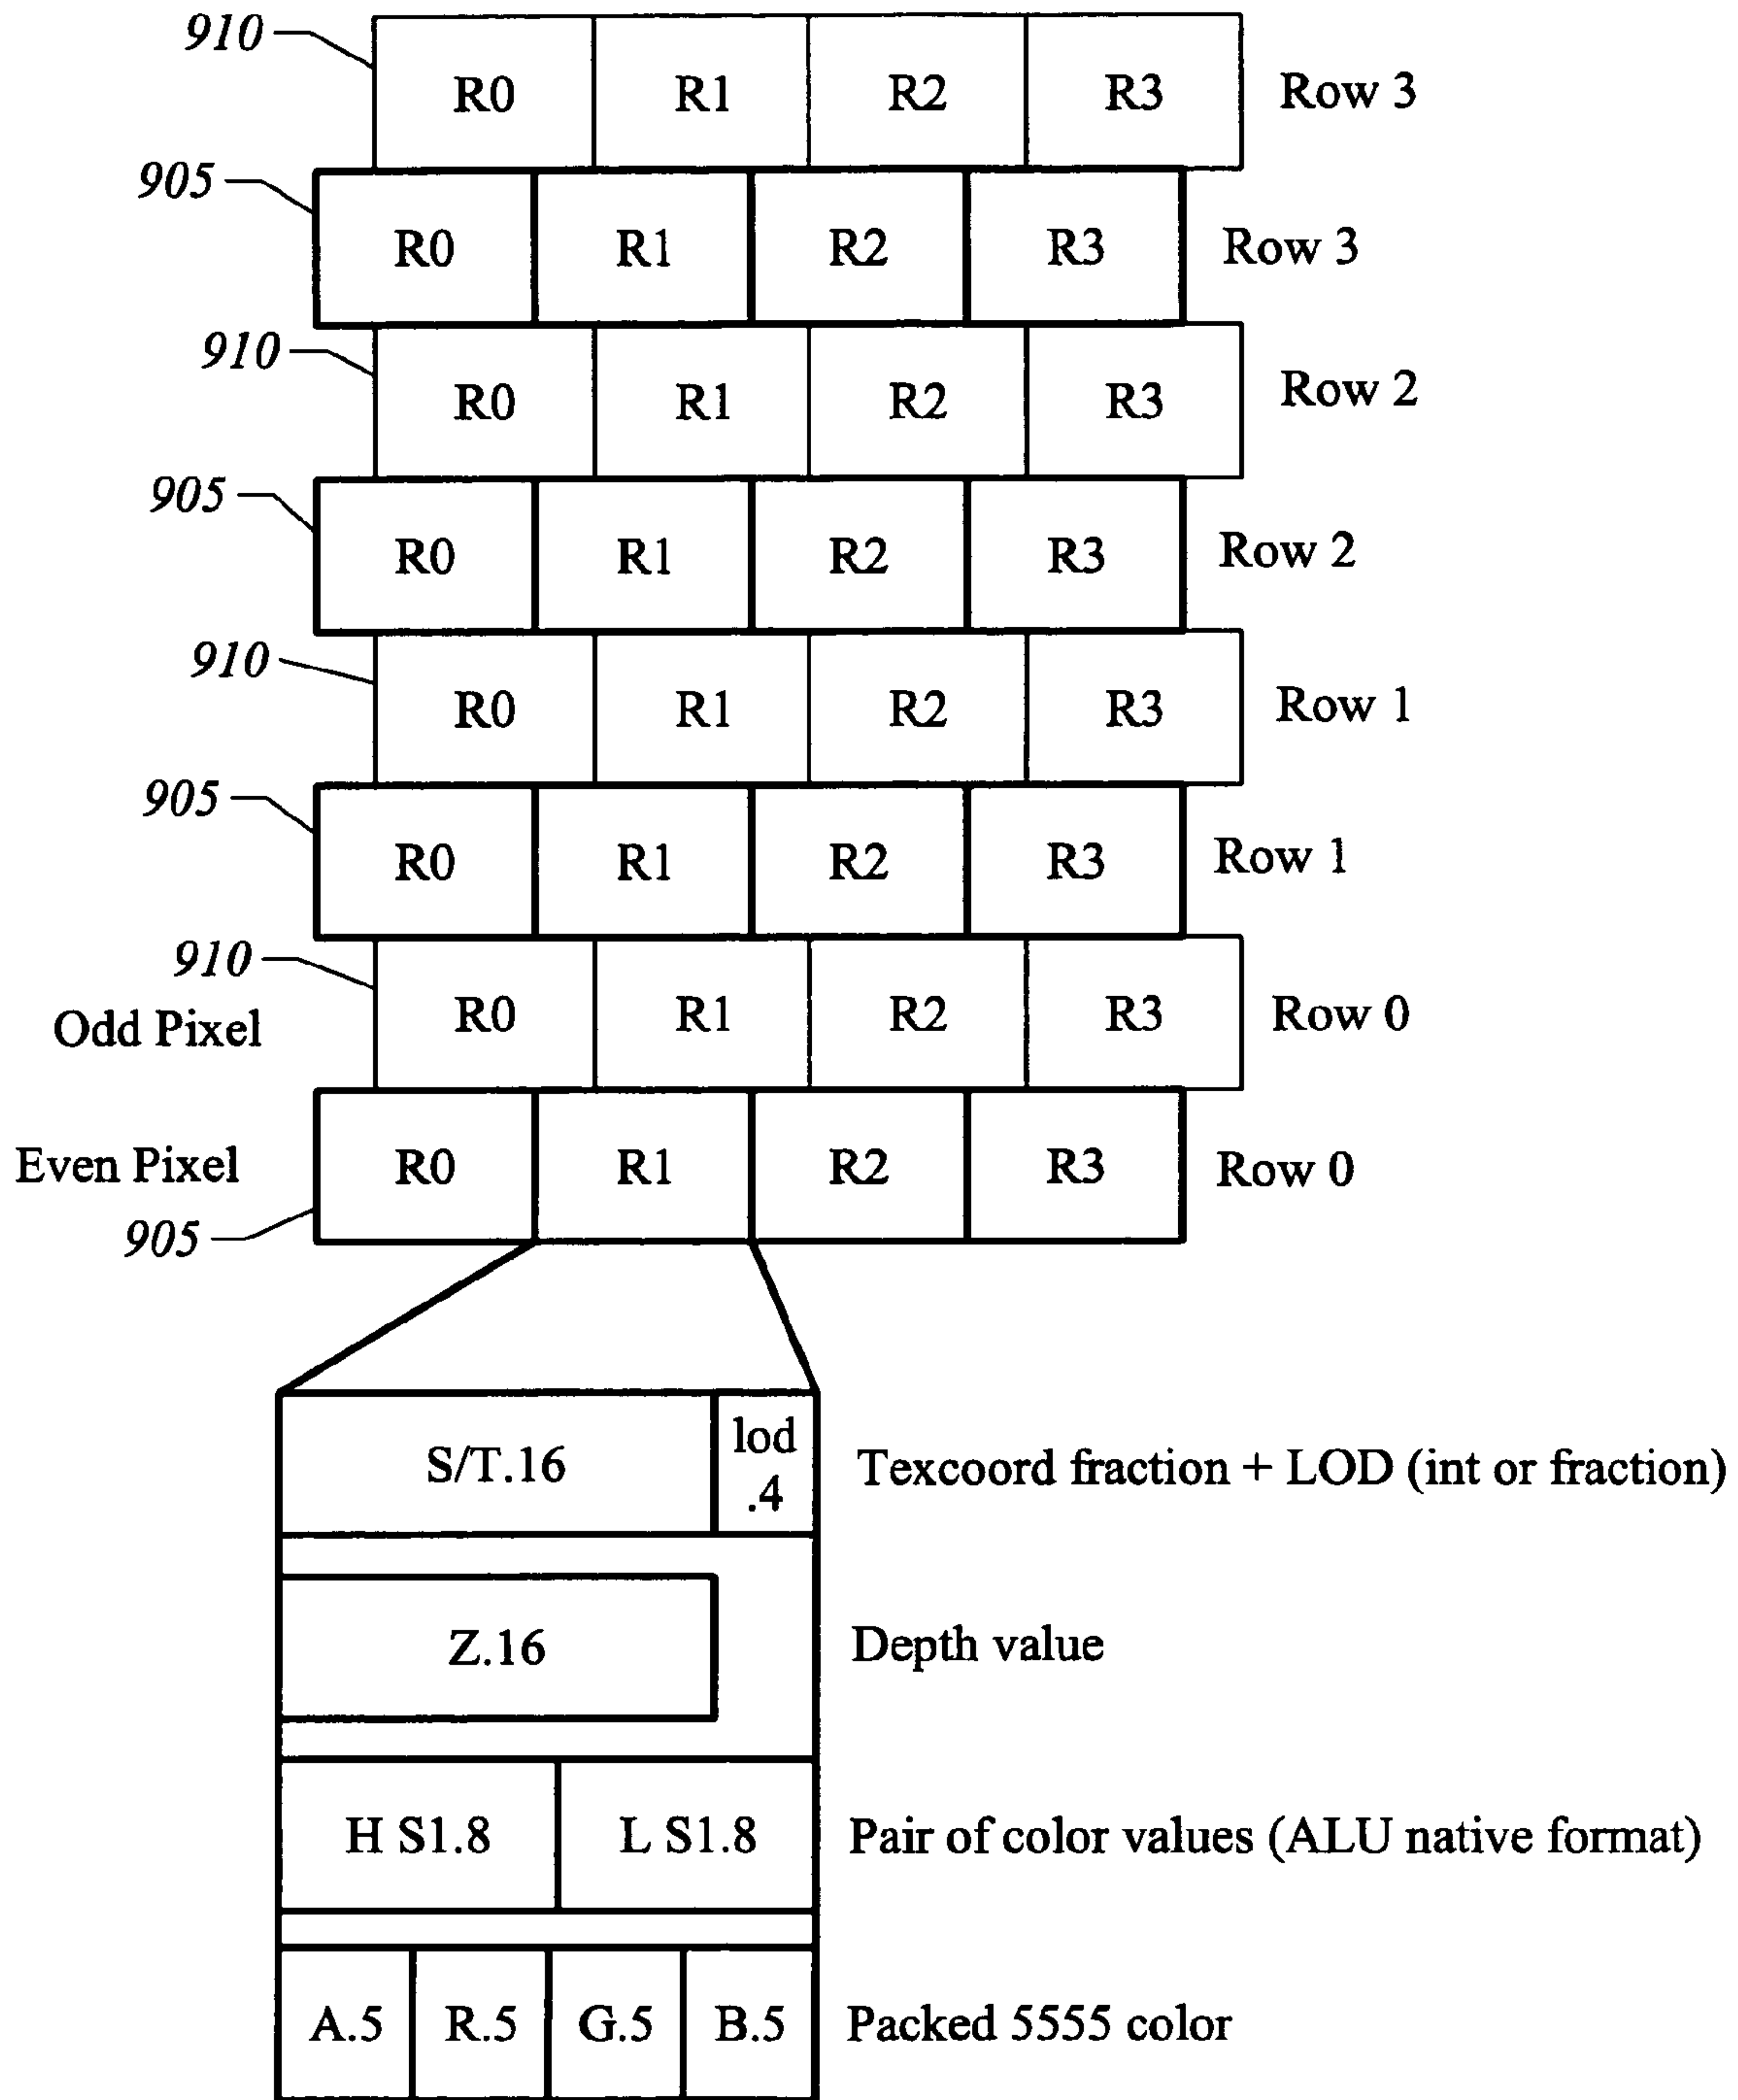 910
R0 R1 R2 R3 Row 3
905
R0 R1 R2 R3 Row 3
910
R0 R1 R2 R3 Row 2
905
R0 R1 R2 R3 Row 2
910
R0 R1 R2 R3 Row 1
905
R0 R1 R2 R3 Row 1
910
Odd Pixel R0 R1 R2 R3 Row 0
Even Pixel R0 R1 R2 R3 Row 0
905
S/T.16 lod .4 Texcoord fraction + LOD (int or fraction)
Z.16 Depth value
H S1.8 L S1.8 Pair of color values (ALU native format)
A.5 R.5 G.5 B.5 Packed 5555 color